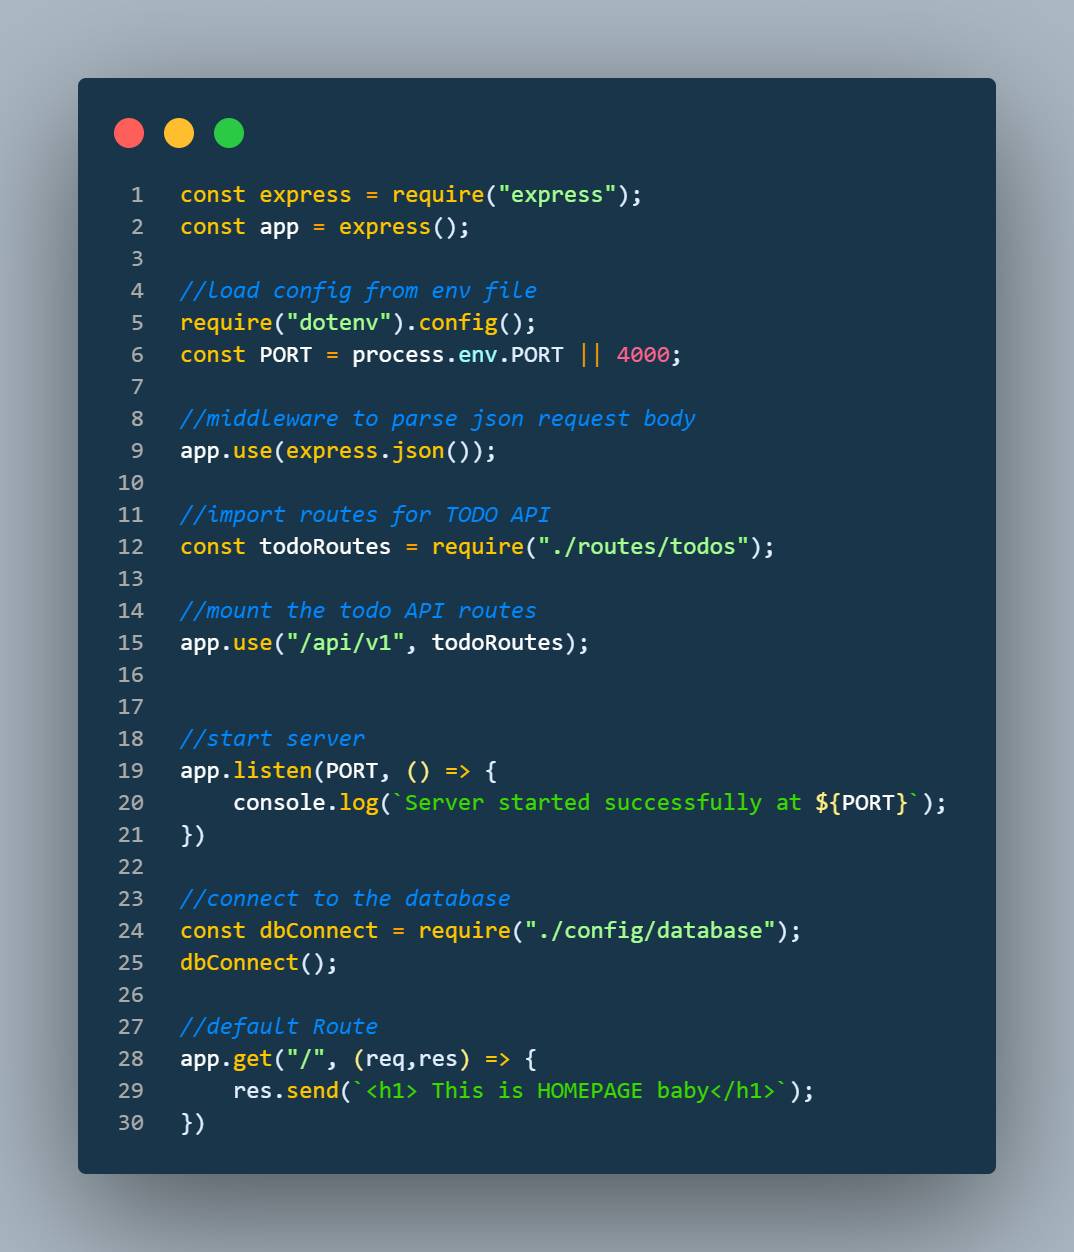 1 const express = require("express");
2 const app = express();
3
4 //load config from env file
5 require("dotenv").config();
6 const PORT = process.env.PORT || 4000;
7
8 //middleware to parse json request body
9 app.use(express.json());
10
11 //import routes for TODO API
12 const todoRoutes = require("./routes/todos");
13
14 //mount the todo API routes
15 app.use("/api/v1", todoRoutes);
16
17
18 //start server
19 app.listen(PORT, () => {
20     console.log(`Server started successfully at ${PORT}`);
21 })
22
23 //connect to the database
24 const dbConnect = require("./config/database");
25 dbConnect();
26
27 //default Route
28 app.get("/", (req,res) => {
29     res.send(`<h1> This is HOMEPAGE baby</h1>`);
30 })